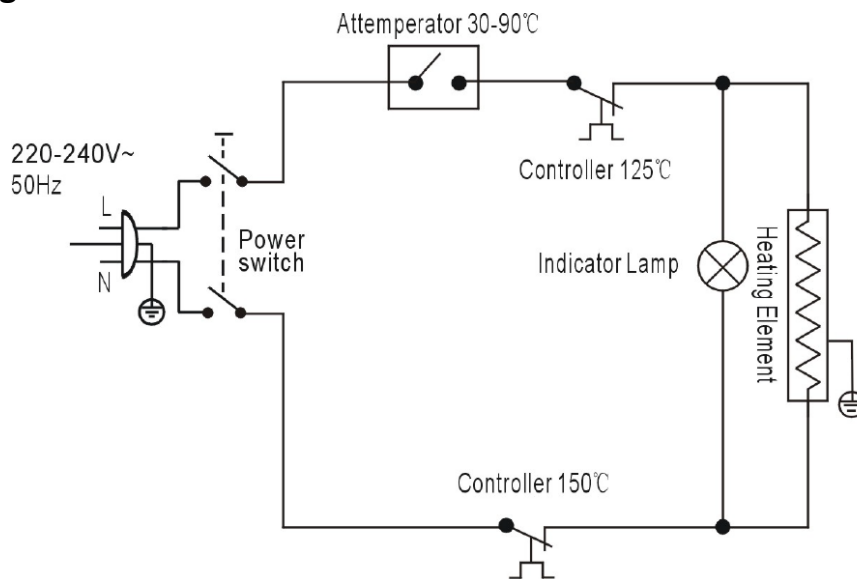 Attemperator 30-90℃
220-240V~
50Hz
Controller 125℃
L
Power
switch
Indicator Lamp
Heating Element
N
Controller 150℃